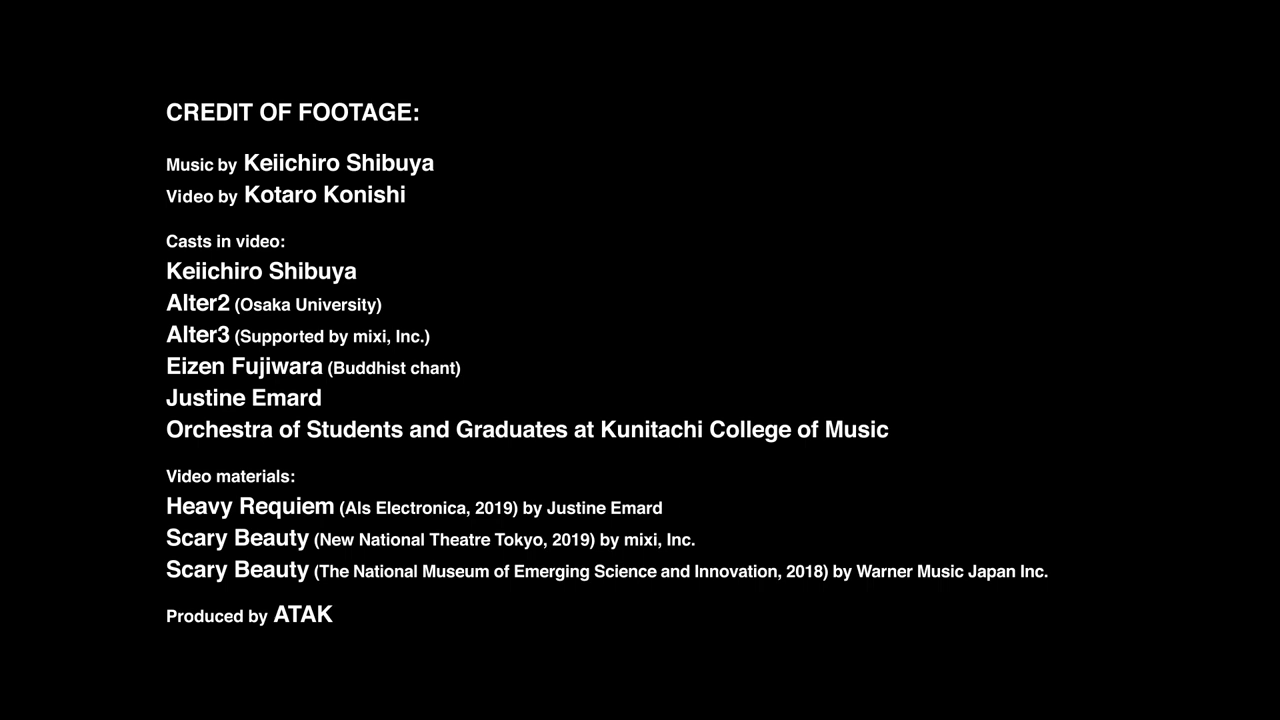 CREDIT OF FOOTAGE:
Music by Keiichiro Shibuya
Video by Kotaro Konishi
Casts in video:
Keiichiro Shibuya
Alter2 (Osaka University)
Alter3 (Supported by mixi, Inc.)
Eizen Fujiwara (Buddhist chant)
Justine Emard
Orchestra of Students and Graduates at Kunitachi College of Music
Video materials:
Heavy Requiem (Als Electronica, 2019) by Justine Emard
Scary Beauty (New National Theatre Tokyo, 2019) by mixi, Inc.
Scary Beauty (The National Museum of Emerging Science and Innovation, 2018) by Warner Music Japan Inc.
Produced by ATAK